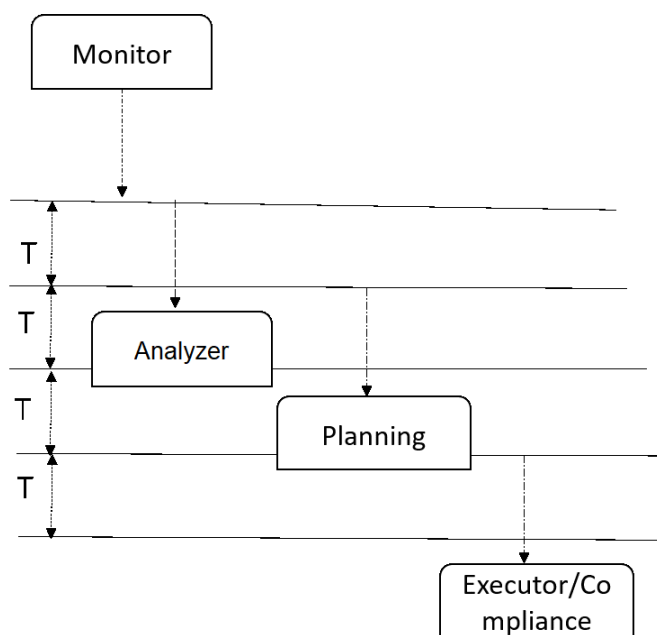 Monitor
T
T
Analyzer
T
Planning
T
Executor/Co
mpliance